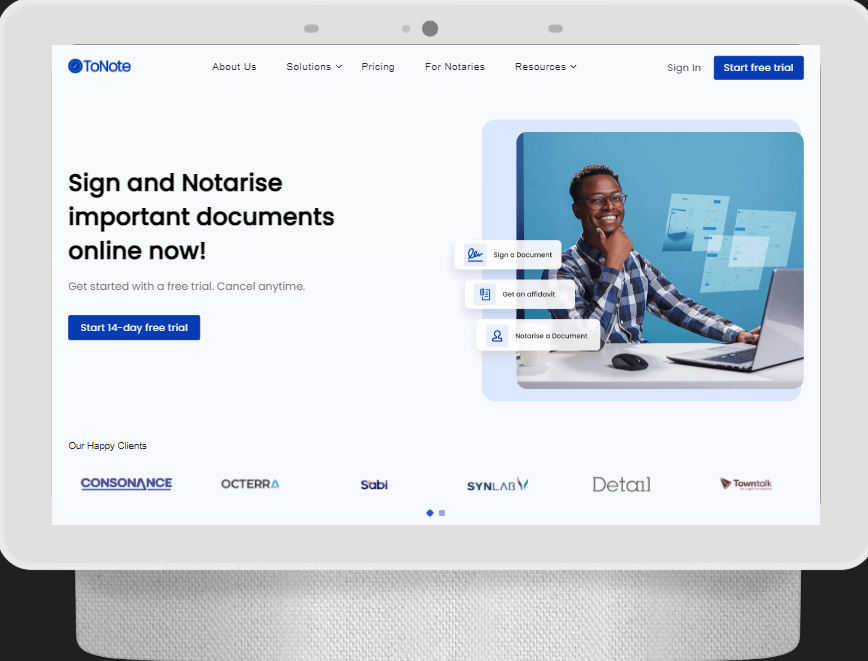 ToNote
About Us
Solutions
Pricing
For Notaries
Resources
Sign In
Start free trial
Sign and Notarise
important documents
online now!
Get started with a free trial. Cancel anytime.
Start 14-day free trial
Sign a Document
Get an affidavit
Notarise a Document
Our Happy Clients
CONSONANCE
OCTERRA
Sabi
SYNLAB
Detail
Towntalk